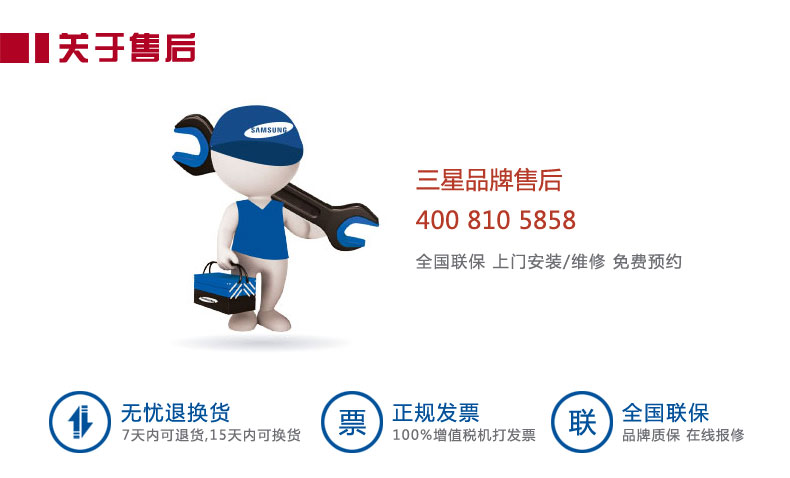 关于售后
SAMSUNG
三星品牌售后
400 810 5858
全国联保 上门安装/维修 免费预约
SAMSUNG
无忧退换货
7天内可退货,15天内可换货
票
正规发票
100%增值税机打发票
联
全国联保
品牌质保 在线报修